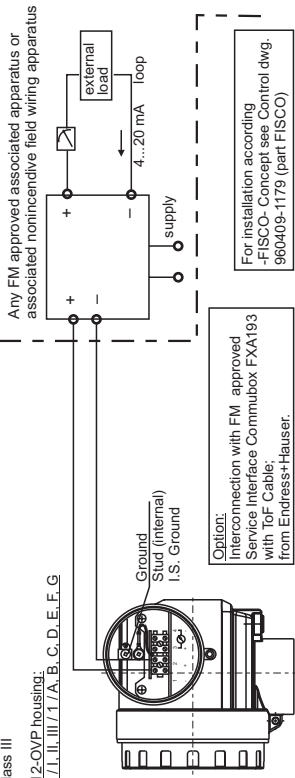 lass III
2-OVP housing:
/ I, II, III / 1 / A, B, C, D, E, F, G
Ground
Stud (internal)
I.S. Ground
Any FM approved associated apparatus or
associated nonincendive field wiring apparatus
+
–
+
–
external
load
loop
4...20 mA
supply
Option:
Interconnection with FM approved
Service Interface Commubox FXA193
with ToF Cable;
from Endress+Hauser.
For installation according
-FISCO- Concept see Control dwg.
960409-1179 (part FISCO)